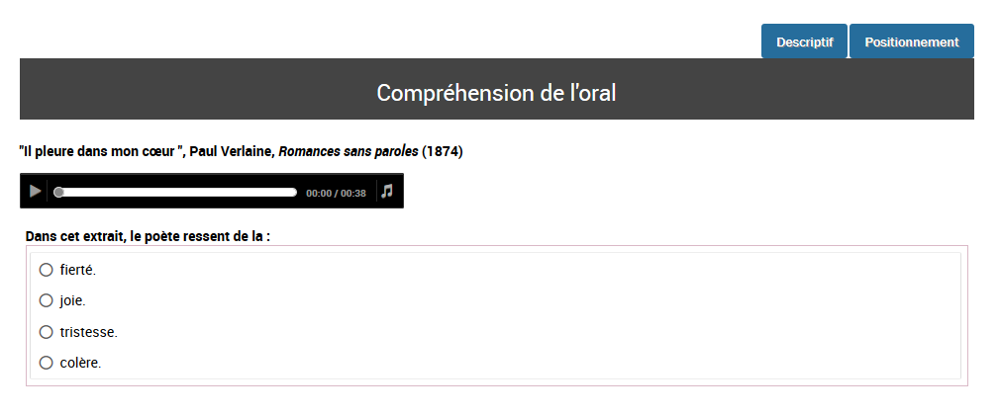 Descriptif
Positionnement
Compréhension de l'oral
"Il pleure dans mon cœur ", Paul Verlaine, Romances sans paroles (1874)
00:00 / 00:38
Dans cet extrait, le poète ressent de la :
fierté.
joie.
tristesse.
colère.